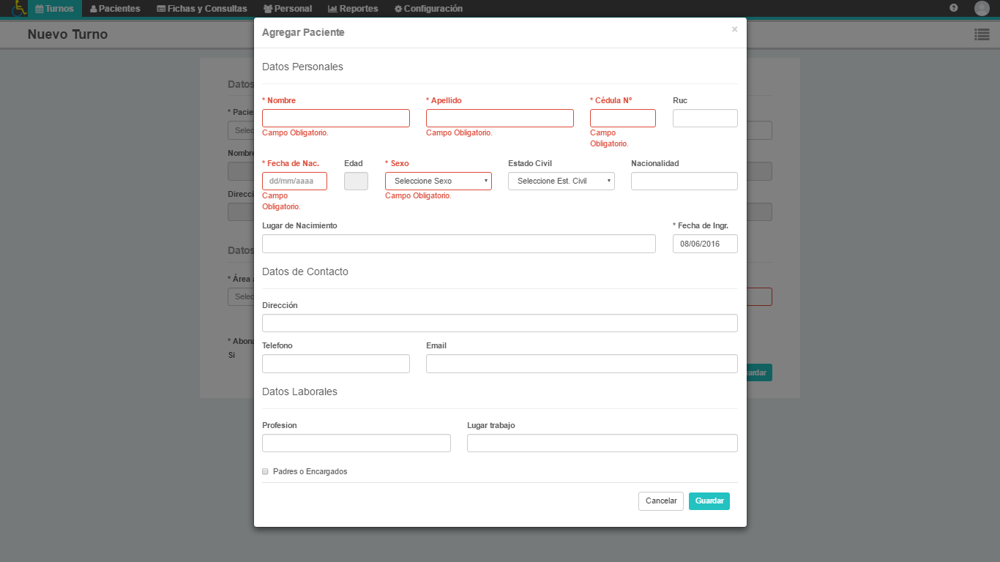 Turnos Pacientes Fichas y Consultas Personal Reportes Configuración
Nuevo Turno
Agregar Paciente ×
Datos Personales
* Nombre * Apellido * Cédula Nº Ruc
Campo Obligatorio. Campo Obligatorio. Campo
Obligatorio.
* Fecha de Nac. Edad * Sexo Estado Civil Nacionalidad
dd/mm/aaaa Seleccione Sexo Seleccione Est. Civil
Campo Campo Obligatorio.
Obligatorio.
Lugar de Nacimiento * Fecha de Ingr.
08/06/2016
Datos de Contacto
Dirección
Telefono Email
Datos Laborales
Profesion Lugar trabajo
Padres o Encargados
Cancelar Guardar
Datos
* Pacie
Selec
Nombre
Direcci
Datos
* Área
Selec
* Abona
Si
uardar